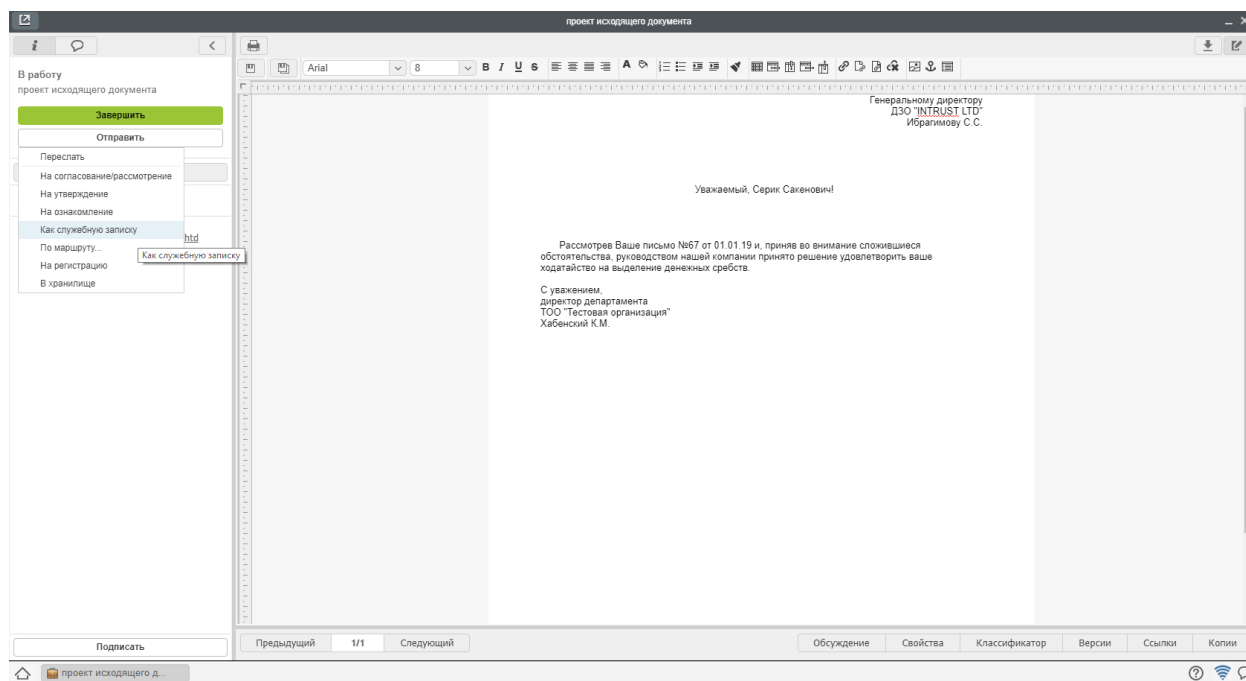 проект исходящего документа
В работу
проект исходящего документа
Завершить
Отправить
Переслать
На согласование/рассмотрение
На утверждение
На ознакомление
Как служебную записку
По маршруту...
На регистрацию
В хранилище
htd
Как служебную записку
Подписать
Arial
8
B I U S
Генеральному директору
ДЗО "INTRUST LTD"
Ибрагимову С.С.
Уважаемый, Серик Сакенович!
Рассмотрев Ваше письмо №67 от 01.01.19 и, приняв во внимание сложившиеся
обстоятельства, руководством нашей компании принято решение удовлетворить ваше
ходатайство на выделение денежных сребств.
С уважением,
директор департамента
ТОО "Тестовая организация"
Хабенский К.М.
Предыдущий 1/1 Следующий
Обсуждение Свойства Классификатор Версии Ссылки Копии
проект исходящего д...